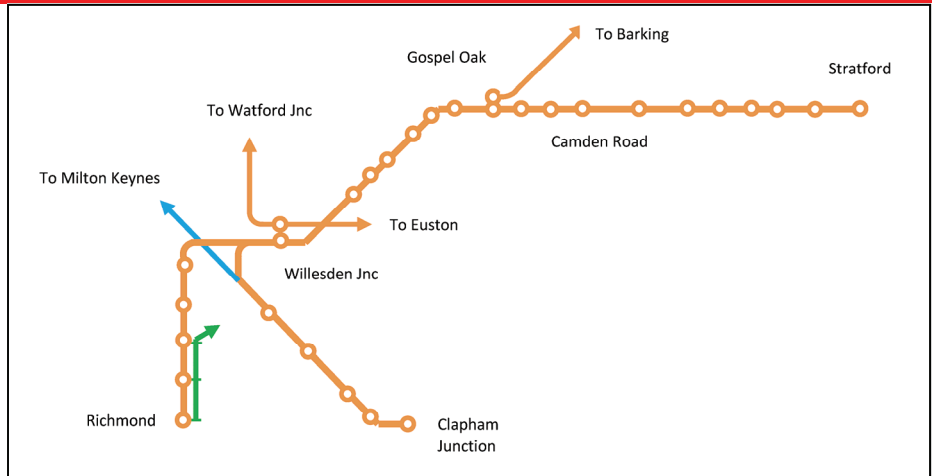 To Barking
Gospel Oak
Stratford
To Watford Jnc
Camden Road
To Milton Keynes
To Euston
Willesden Jnc
Richmond
Clapham
Junction